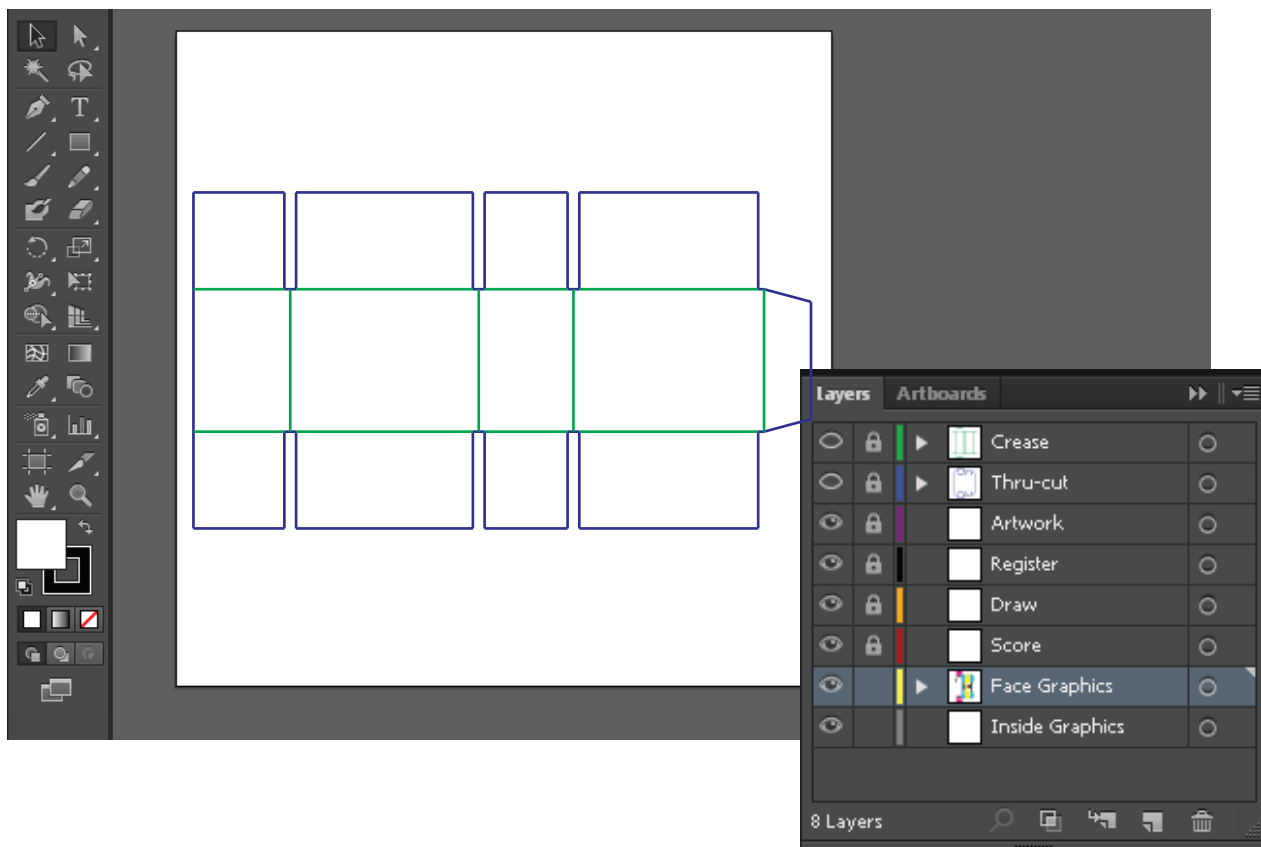 Layers Artboards
Crease
Thru-cut
Artwork
Register
Draw
Score
Face Graphics
Inside Graphics
8 Layers